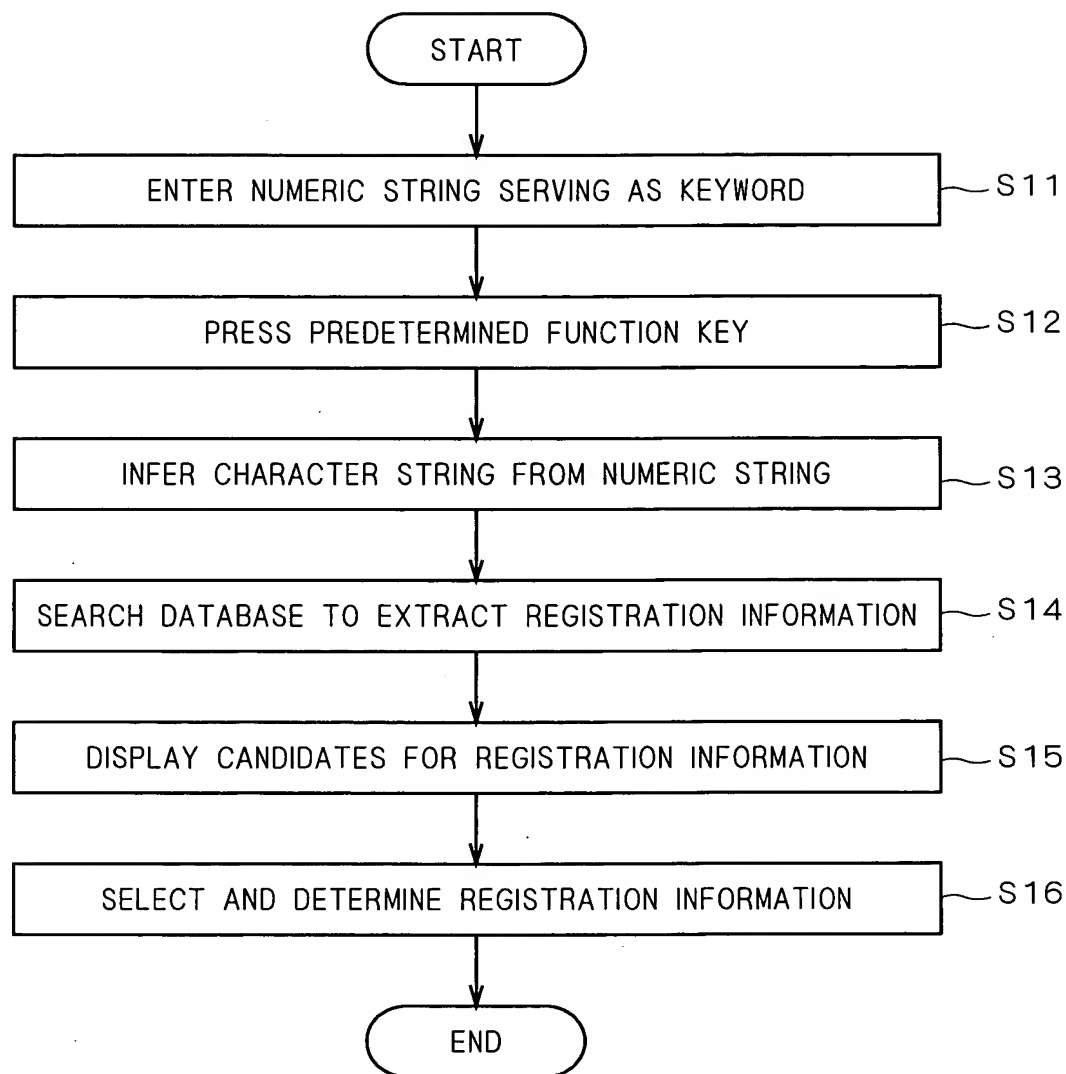 START
ENTER NUMERIC STRING SERVING AS KEYWORD
S11
PRESS PREDETERMINED FUNCTION KEY
S12
INFER CHARACTER STRING FROM NUMERIC STRING
S13
SEARCH DATABASE TO EXTRACT REGISTRATION INFORMATION
S14
DISPLAY CANDIDATES FOR REGISTRATION INFORMATION
S15
SELECT AND DETERMINE REGISTRATION INFORMATION
S16
END